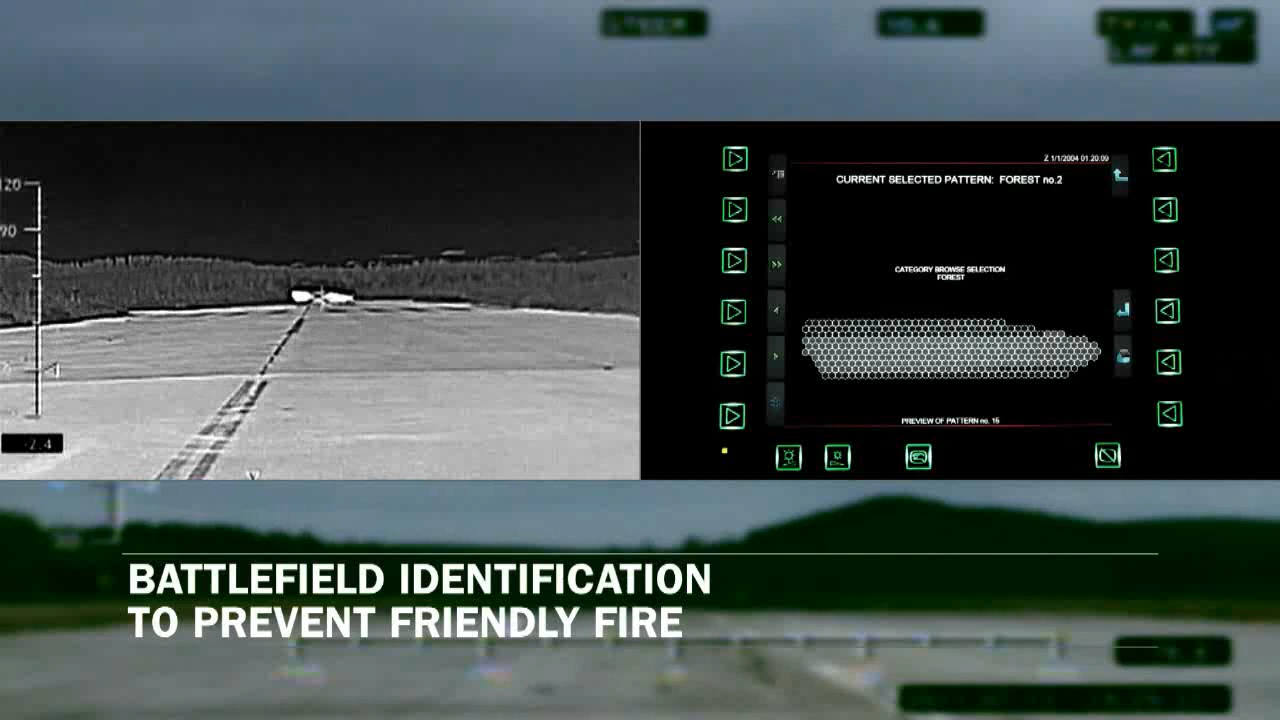 120
90
-2.4
Z 1/1/2004 01:20:09
CURRENT SELECTED PATTERN: FOREST no.2
CATEGORY BROWSE SELECTION
FOREST
PREVIEW OF PATTERN no. 15
BATTLEFIELD IDENTIFICATION
TO PREVENT FRIENDLY FIRE